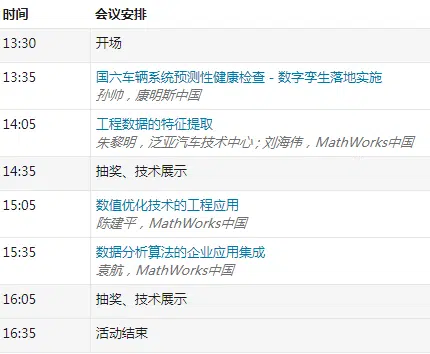 时间 会议安排
13:30 开场
13:35 国六车辆系统预测性健康检查 - 数字孪生落地实施
孙帅，康明斯中国
14:05 工程数据的特征提取
朱黎明，泛亚汽车技术中心 ; 刘海伟，MathWorks中国
14:35 抽奖、技术展示
15:05 数值优化技术的工程应用
陈建平，MathWorks中国
15:35 数据分析算法的企业应用集成
袁航，MathWorks中国
16:05 抽奖、技术展示
16:35 活动结束